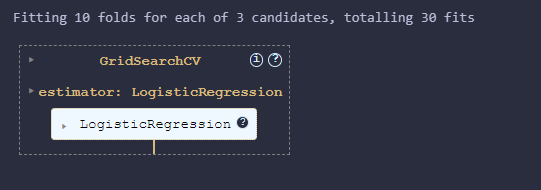 Fitting 10 folds for each of 3 candidates, totalling 30 fits
▸ GridSearchCV i ?
▸ estimator: LogisticRegression
▸ LogisticRegression ?